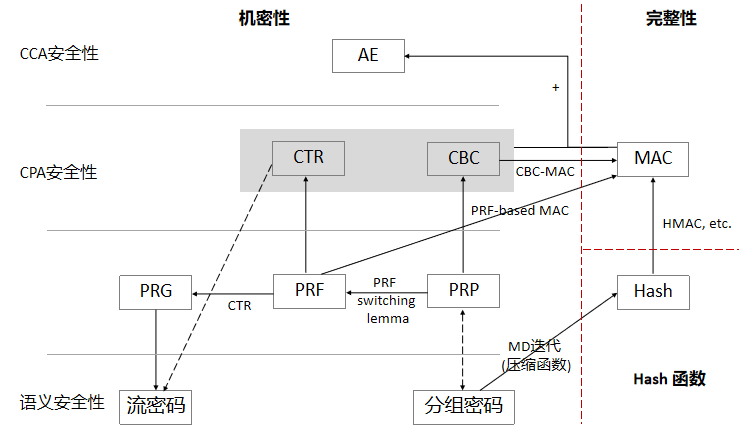 机密性
完整性
CCA安全性
AE
+
CPA安全性
CTR
CBC
MAC
CBC-MAC
PRF-based MAC
HMAC, etc.
PRG
CTR
PRF
PRF
switching
lemma
PRP
Hash
MD迭代
(压缩函数)
语义安全性
流密码
分组密码
Hash 函数